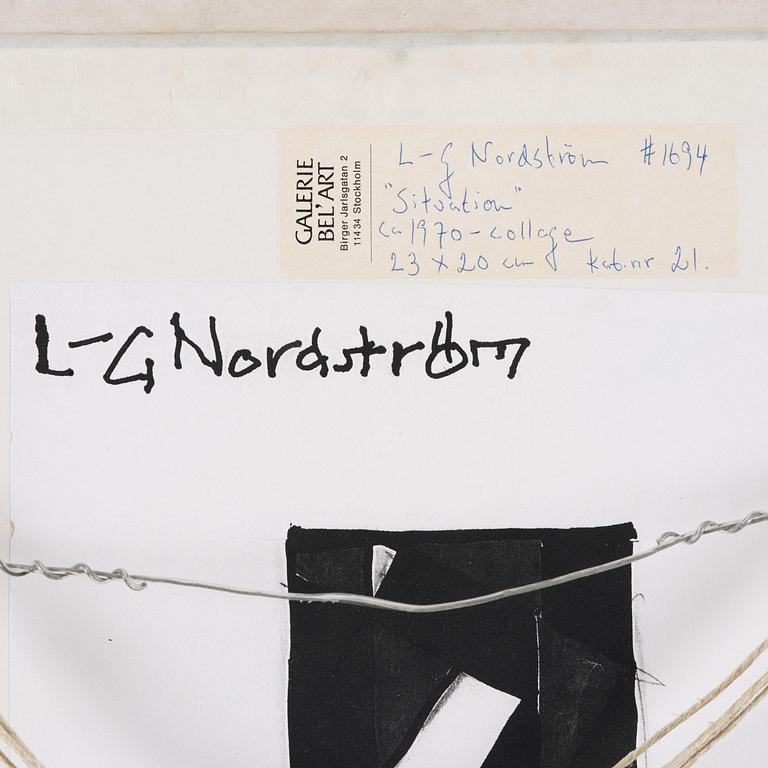 GALERIE
BEL'ART
Birger Jarlsgatan 2
114 34 Stockholm
L-G Nordström #1694
"Situation"
ca 1970 - collage
23 x 20 cm kat.nr. 21.
L-G Nordström